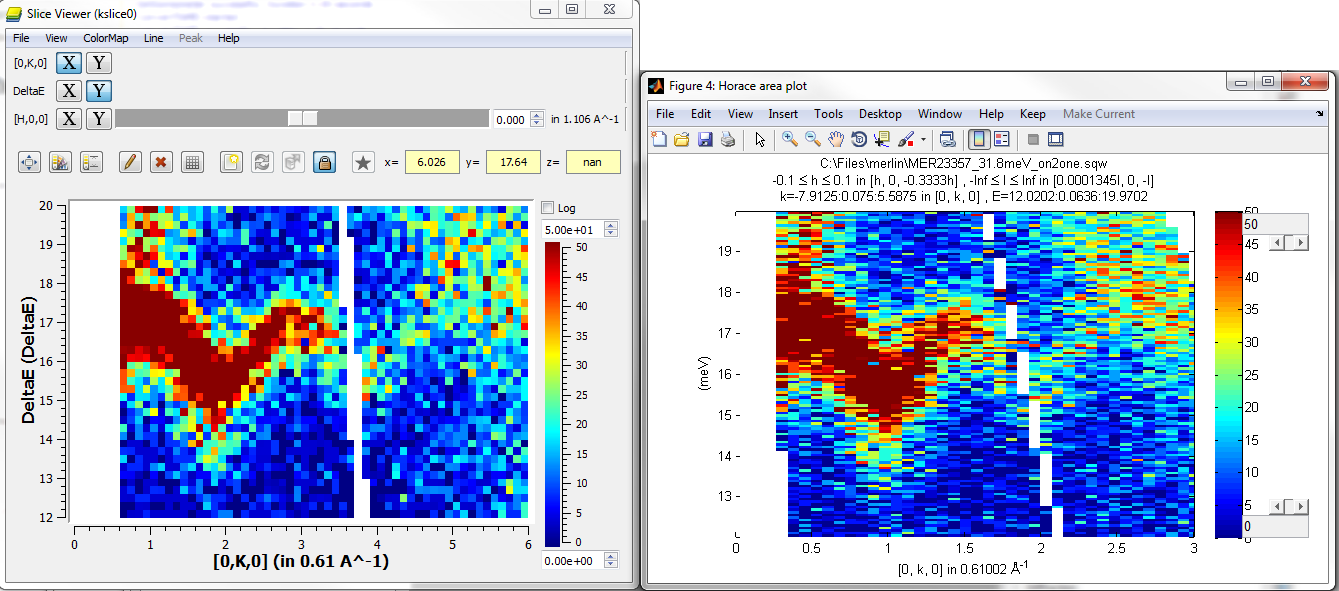 Slice Viewer (kslice0)
File View ColorMap Line Peak Help
[0,K,0] X Y
DeltaE X Y
[H,0,0] X Y 0.000 in 1.106 A^-1
x= 6.026 y= 17.64 z= nan
Log
5.00e+01
50
45
40
35
30
25
20
15
10
5
0
0.00e+00
20
19
18
17
16
15
14
13
12
DeltaE (DeltaE)
0 1 2 3 4 5 6
[0,K,0] (in 0.61 A^-1)
Figure 4: Horace area plot
File Edit View Insert Tools Desktop Window Help Keep Make Current
C:\Files\merlin\MER23357_31.8meV_on2one.sqw
-0.1 ≤ h ≤ 0.1 in [h, 0, -0.3333h] , -Inf ≤ l ≤ Inf in [0.0001345l, 0, -l]
k=-7.9125:0.075:5.5875 in [0, k, 0] , E=12.0202:0.0636:19.9702
19
18
17
16
15
14
13
(meV)
0 0.5 1 1.5 2 2.5 3
[0, k, 0] in 0.61002 Å-1
50
50
45
40
35
30
25
20
15
10
5
0